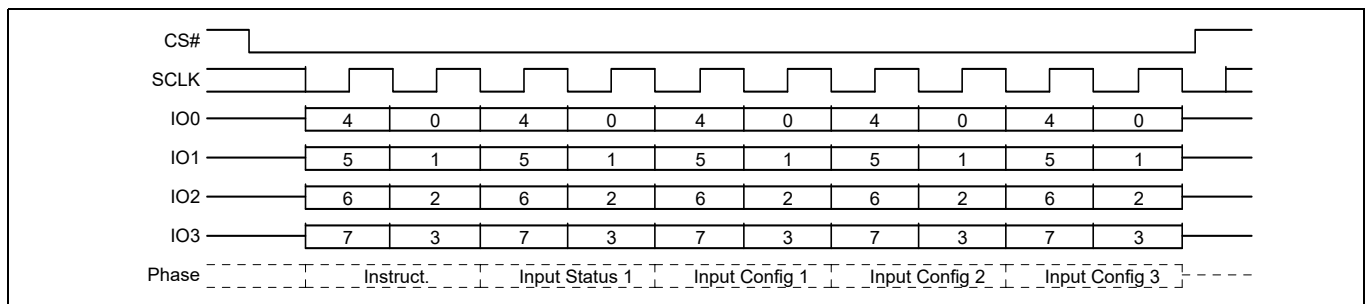 CS#
SCLK
IO0 4 0 4 0 4 0 4 0 4 0
IO1 5 1 5 1 5 1 5 1 5 1
IO2 6 2 6 2 6 2 6 2 6 2
IO3 7 3 7 3 7 3 7 3 7 3
Phase Instruct. Input Status 1 Input Config 1 Input Config 2 Input Config 3